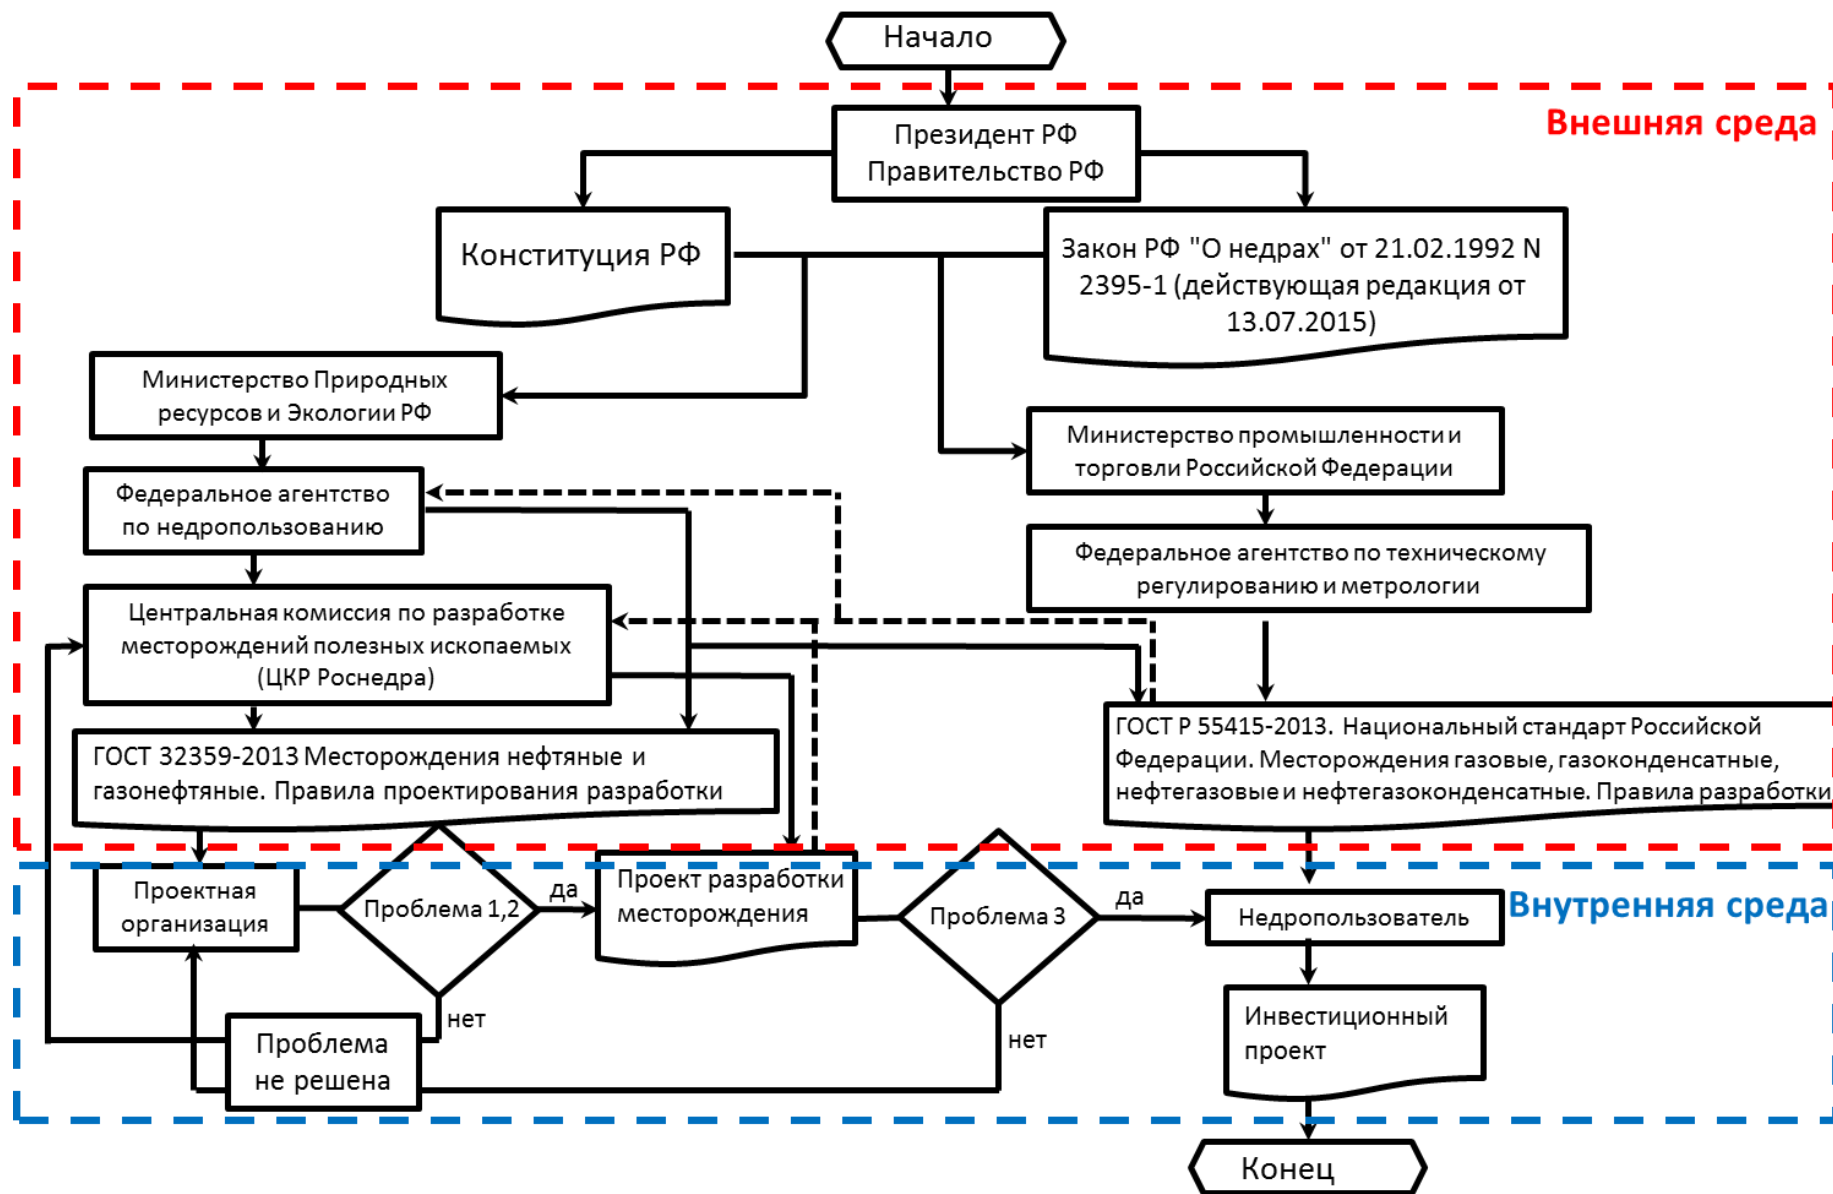 Начало
Внешняя среда
Президент РФ
Правительство РФ
Конституция РФ
Закон РФ "О недрах" от 21.02.1992 N
2395-1 (действующая редакция от
13.07.2015)
Министерство Природных
ресурсов и Экологии РФ
Министерство промышленности и
торговли Российской Федерации
Федеральное агентство
по недропользованию
Федеральное агентство по техническому
регулированию и метрологии
Центральная комиссия по разработке
месторождений полезных ископаемых
(ЦКР Роснедра)
ГОСТ 32359-2013 Месторождения нефтяные и
газонефтяные. Правила проектирования разработки
ГОСТ Р 55415-2013. Национальный стандарт Российской
Федерации. Месторождения газовые, газоконденсатные,
нефтегазовые и нефтегазоконденсатные. Правила разработки
Проектная
организация
Проблема 1,2
да
Проект разработки
месторождения
Проблема 3
да
Недропользователь
Внутренняя среда
нет
Проблема
не решена
нет
Инвестиционный
проект
Конец